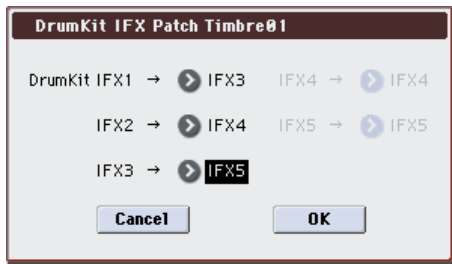 DrumKit IFX Patch Timbre01
DrumKit IFX1 → IFX3 IFX4 → IFX4
IFX2 → IFX4 IFX5 → IFX5
IFX3 → IFX5
Cancel OK